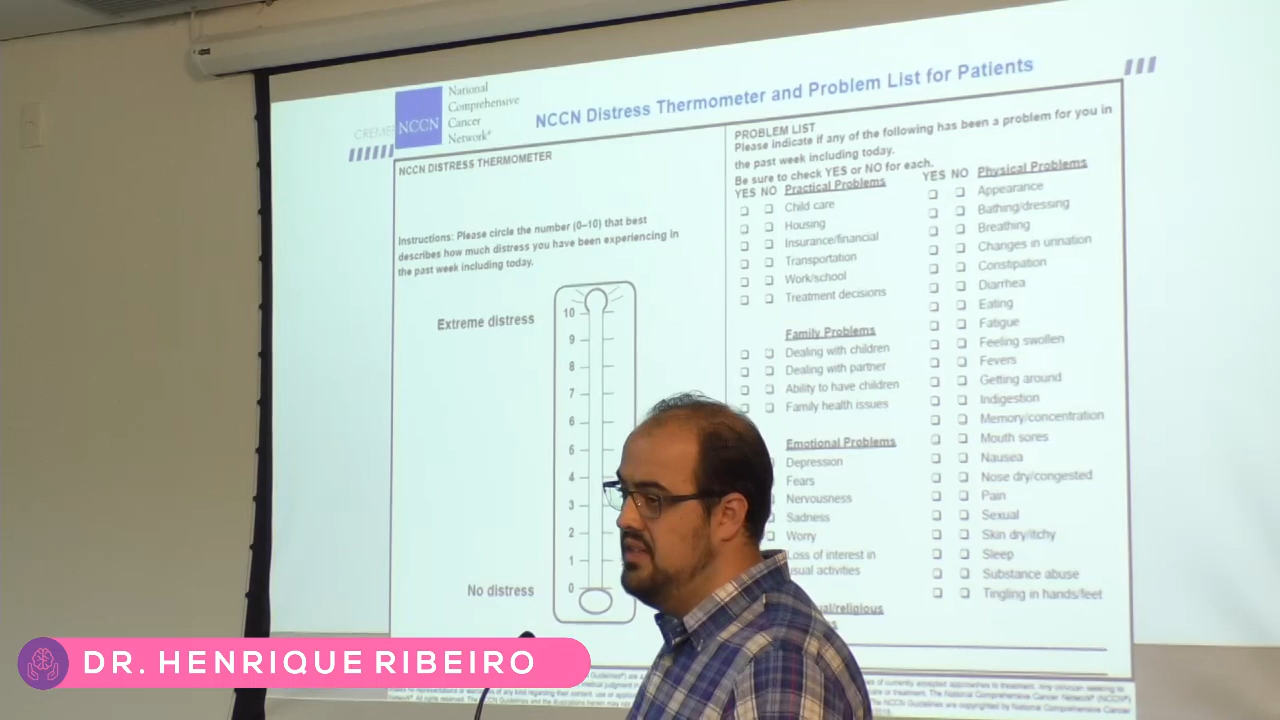 National
Comprehensive
Cancer
Network®
NCCN
CREME
NCCN Distress Thermometer and Problem List for Patients
NCCN DISTRESS THERMOMETER
Instructions: Please circle the number (0–10) that best
describes how much distress you have been experiencing in
the past week including today.
Extreme distress
10
9
8
7
6
5
4
3
2
1
0
No distress
PROBLEM LIST
Please indicate if any of the following has been a problem for you in
the past week including today.
Be sure to check YES or NO for each.
YES NO Practical Problems
Child care
Housing
Insurance/financial
Transportation
Work/school
Treatment decisions
Family Problems
Dealing with children
Dealing with partner
Ability to have children
Family health issues
Emotional Problems
Depression
Fears
Nervousness
Sadness
Worry
Loss of interest in
usual activities
ual/religious
YES NO Physical Problems
Appearance
Bathing/dressing
Breathing
Changes in urination
Constipation
Diarrhea
Eating
Fatigue
Feeling swollen
Fevers
Getting around
Indigestion
Memory/concentration
Mouth sores
Nausea
Nose dry/congested
Pain
Sexual
Skin dry/itchy
Sleep
Substance abuse
Tingling in hands/feet
DR. HENRIQUE RIBEIRO